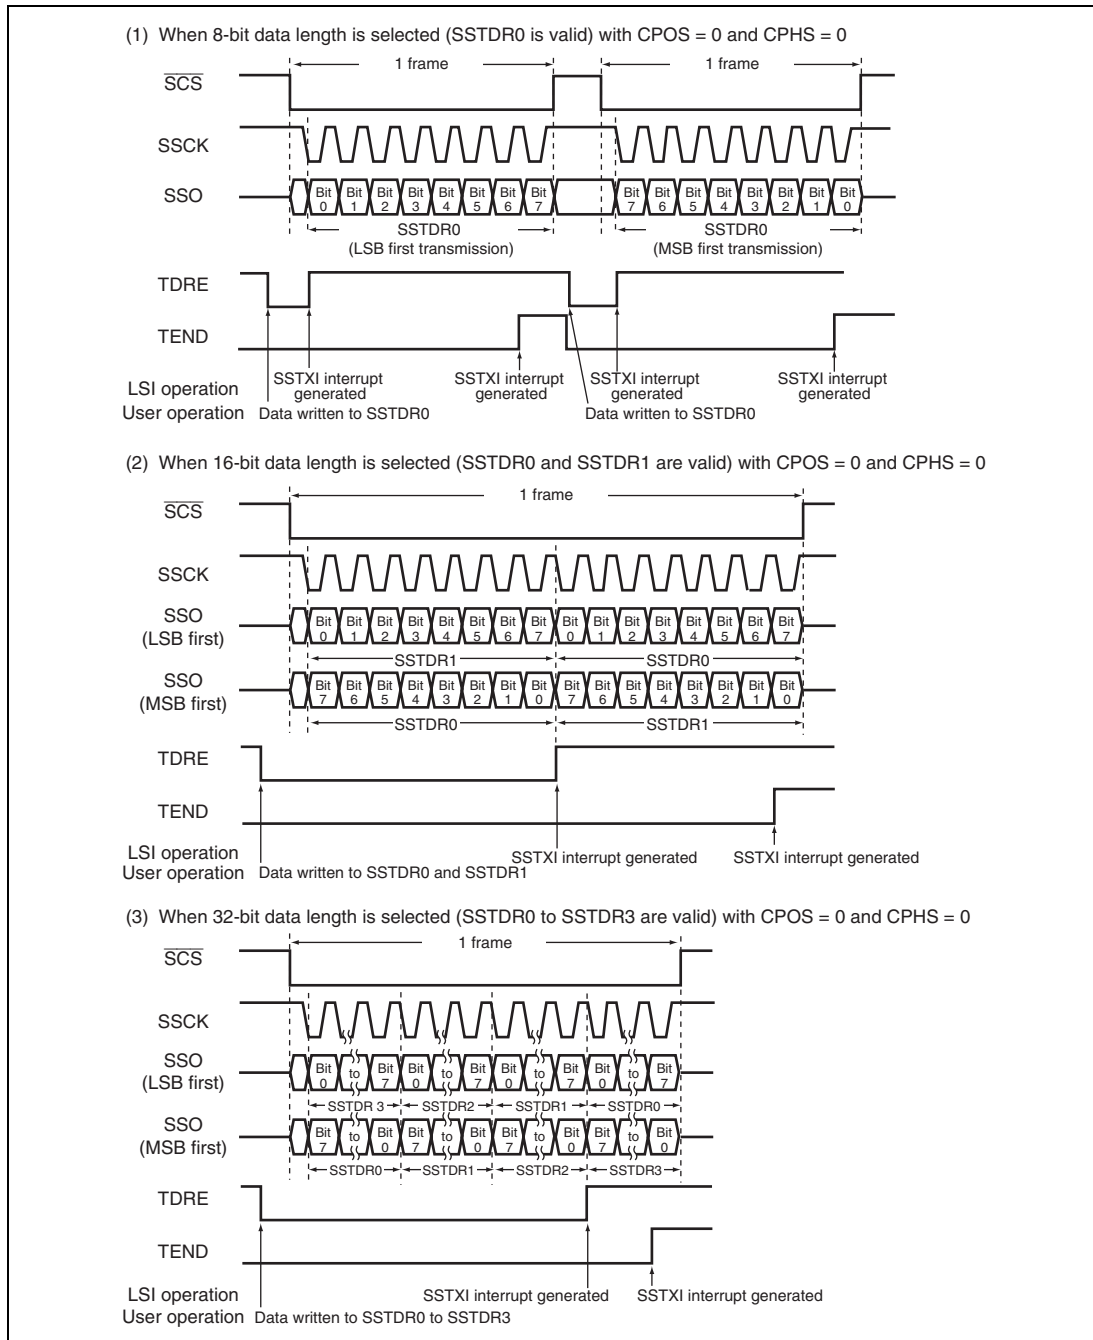 (1) When 8-bit data length is selected (SSTDR0 is valid) with CPOS = 0 and CPHS = 0
1 frame 1 frame
SCS
SSCK
SSO Bit 0 Bit 1 Bit 2 Bit 3 Bit 4 Bit 5 Bit 6 Bit 7 Bit 7 Bit 6 Bit 5 Bit 4 Bit 3 Bit 2 Bit 1 Bit 0
SSTDR0 SSTDR0
(LSB first transmission) (MSB first transmission)
TDRE
TEND
LSI operation SSTXI interrupt generated SSTXI interrupt generated SSTXI interrupt generated SSTXI interrupt generated
User operation Data written to SSTDR0 Data written to SSTDR0
(2) When 16-bit data length is selected (SSTDR0 and SSTDR1 are valid) with CPOS = 0 and CPHS = 0
1 frame
SCS
SSCK
SSO (LSB first) Bit 0 Bit 1 Bit 2 Bit 3 Bit 4 Bit 5 Bit 6 Bit 7 Bit 0 Bit 1 Bit 2 Bit 3 Bit 4 Bit 5 Bit 6 Bit 7
SSTDR1 SSTDR0
SSO (MSB first) Bit 7 Bit 6 Bit 5 Bit 4 Bit 3 Bit 2 Bit 1 Bit 0 Bit 7 Bit 6 Bit 5 Bit 4 Bit 3 Bit 2 Bit 1 Bit 0
SSTDR0 SSTDR1
TDRE
TEND
LSI operation SSTXI interrupt generated SSTXI interrupt generated
User operation Data written to SSTDR0 and SSTDR1
(3) When 32-bit data length is selected (SSTDR0 to SSTDR3 are valid) with CPOS = 0 and CPHS = 0
1 frame
SCS
SSCK
SSO (LSB first) Bit 0 to Bit 7 Bit 0 to Bit 7 Bit 0 to Bit 7 Bit 0 to Bit 7
SSTDR 3 SSTDR2 SSTDR1 SSTDR0
SSO (MSB first) Bit 7 to Bit 0 Bit 7 to Bit 0 Bit 7 to Bit 0 Bit 7 to Bit 0
SSTDR0 SSTDR1 SSTDR2 SSTDR3
TDRE
TEND
LSI operation SSTXI interrupt generated SSTXI interrupt generated
User operation Data written to SSTDR0 to SSTDR3